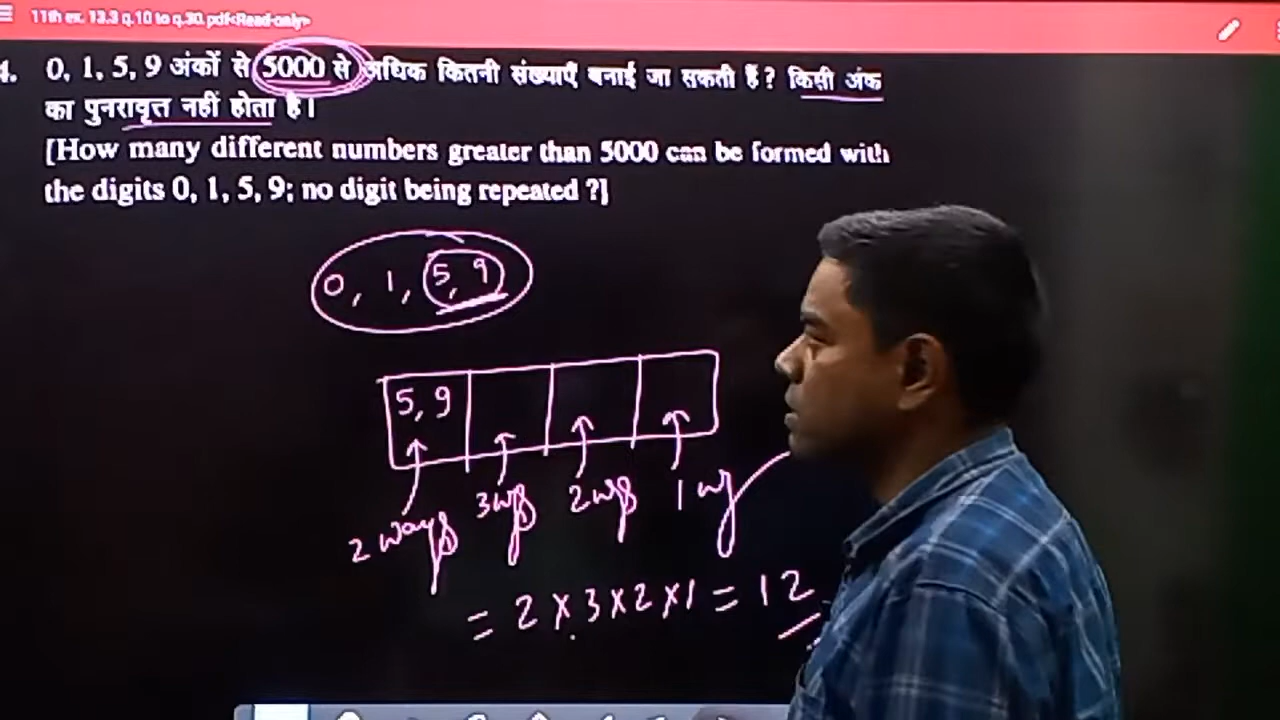 11th ex. 13.3 q.10 to q.30.pdf<Read-only>
4. 0, 1, 5, 9 अंकों से 5000 से अधिक कितनी संख्याएँ बनाई जा सकती हैं? किसी अंक
का पुनरावृत्त नहीं होता है।
[How many different numbers greater than 5000 can be formed with
the digits 0, 1, 5, 9; no digit being repeated ?]
0, 1, 5, 9
5, 9
2 ways 3 wys 2 wys 1 wy
= 2 × 3 × 2 × 1 = 12